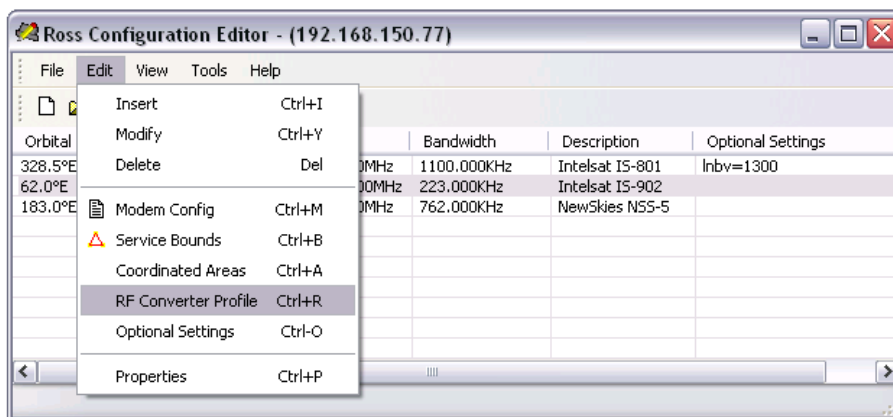 Ross Configuration Editor - (192.168.150.77)
File Edit View Tools Help
Insert Ctrl+I
Modify Ctrl+Y
Delete Del
Modem Config Ctrl+M
Service Bounds Ctrl+B
Coordinated Areas Ctrl+A
RF Converter Profile Ctrl+R
Optional Settings Ctrl-O
Properties Ctrl+P
Orbital Bandwidth Description Optional Settings
328.5°E 0MHz 1100.000KHz Intelsat IS-801 lnbv=1300
62.0°E 00MHz 223.000KHz Intelsat IS-902
183.0°E 0MHz 762.000KHz NewSkies NSS-5